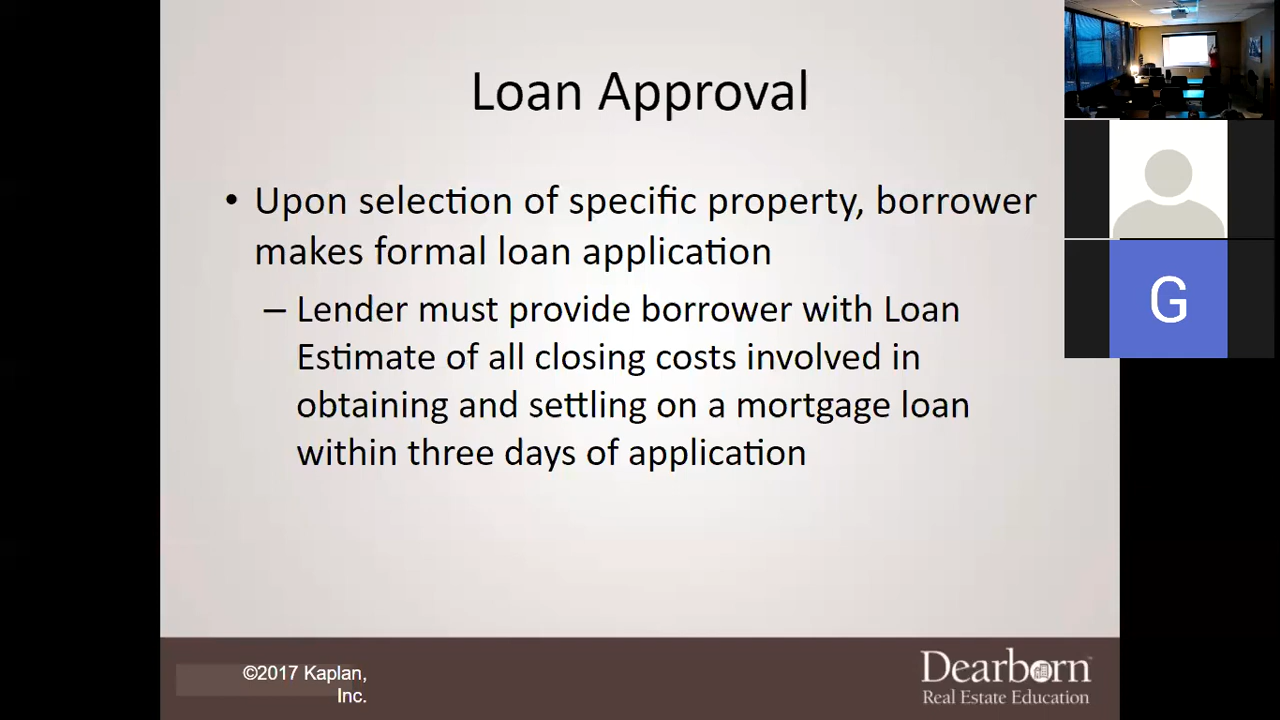 Loan Approval
• Upon selection of specific property, borrower
makes formal loan application
– Lender must provide borrower with Loan
Estimate of all closing costs involved in
obtaining and settling on a mortgage loan
within three days of application
G
©2017 Kaplan,
Inc.
Dearborn™
Real Estate Education